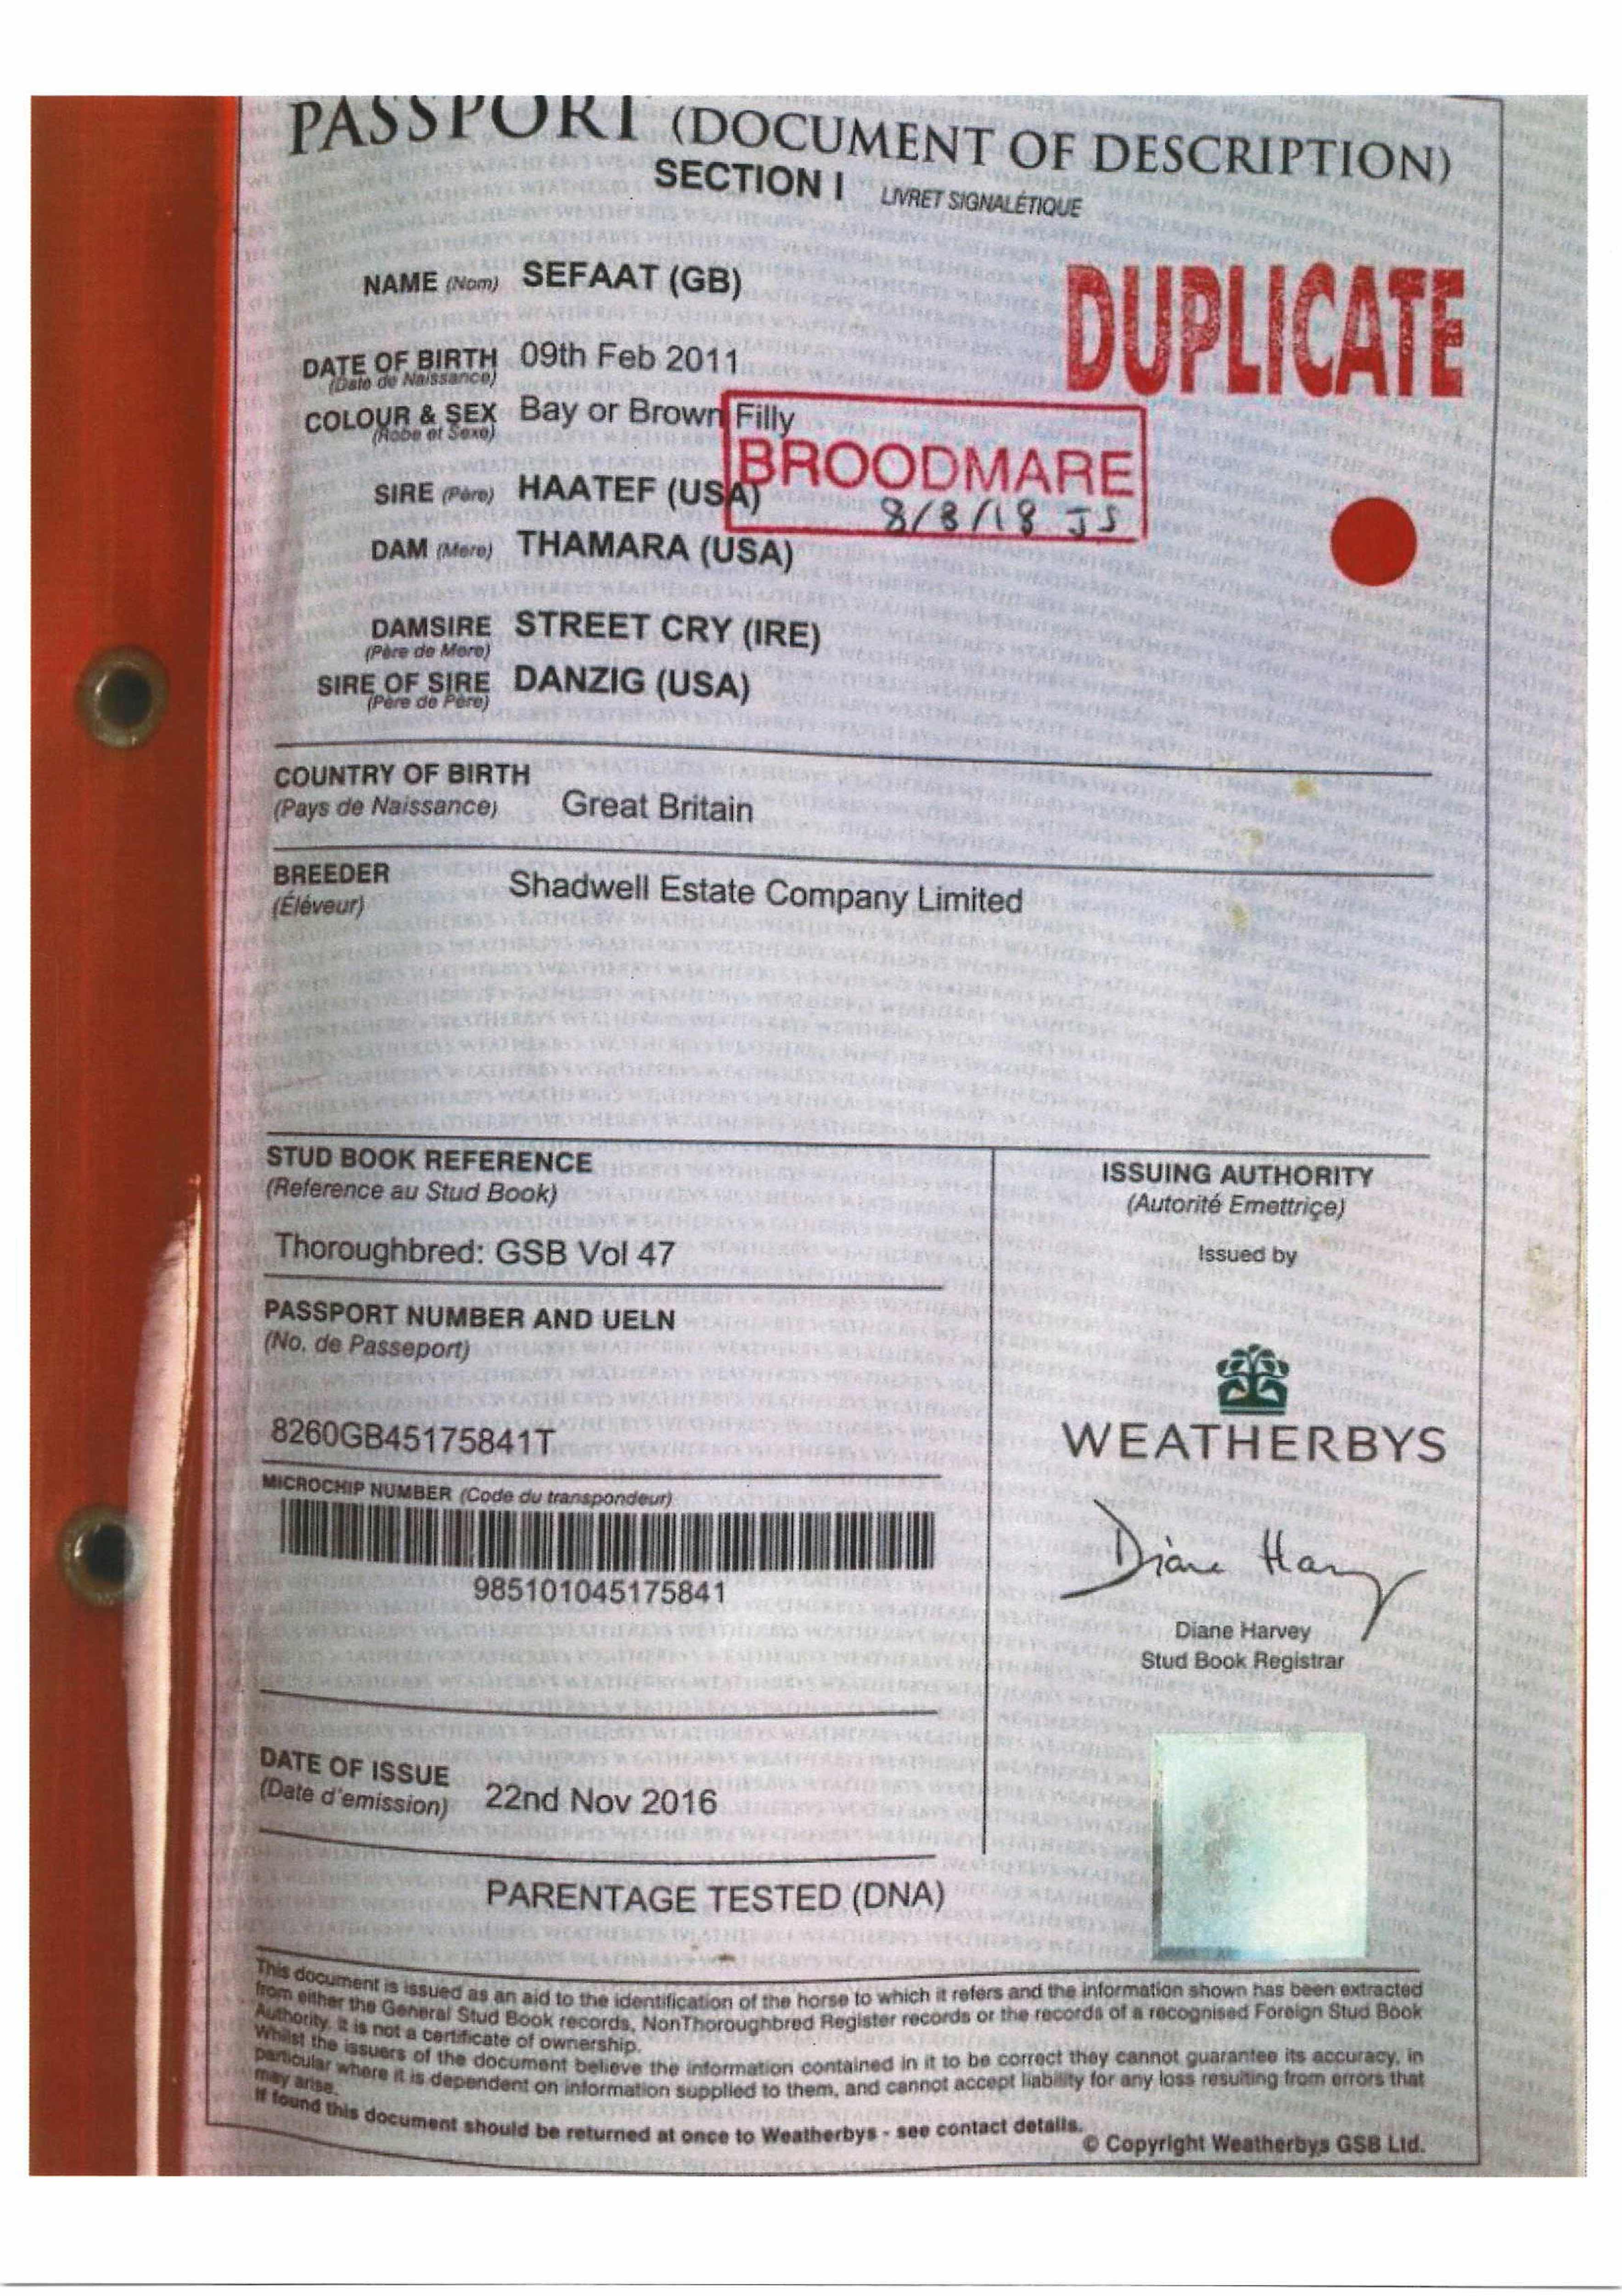 PASSPORT (DOCUMENT OF DESCRIPTION)
SECTION I LIVRET SIGNALÉTIQUE
NAME (Nom) SEFAAT (GB)
DUPLICATE
DATE OF BIRTH 09th Feb 2011
(Date de Naissance)
COLOUR & SEX Bay or Brown Filly
(Robe et Sexe)
BROODMARE
8/8/18 JS
SIRE (Père) HAATEF (USA)
DAM (Mere) THAMARA (USA)
DAMSIRE STREET CRY (IRE)
(Père de Mere)
SIRE OF SIRE DANZIG (USA)
(Père de Père)
COUNTRY OF BIRTH
(Pays de Naissance) Great Britain
BREEDER Shadwell Estate Company Limited
(Éléveur)
STUD BOOK REFERENCE
(Reference au Stud Book)
Thoroughbred: GSB Vol 47
PASSPORT NUMBER AND UELN
(No. de Passeport)
8260GB45175841T
MICROCHIP NUMBER (Code du transpondeur)
985101045175841
DATE OF ISSUE 22nd Nov 2016
(Date d'emission)
ISSUING AUTHORITY
(Autorité Emettriçe)
Issued by
WEATHERBYS
Diane Harvey
Diane Harvey
Stud Book Registrar
PARENTAGE TESTED (DNA)
This document is issued as an aid to the identification of the horse to which it refers and the information shown has been extracted
from either the General Stud Book records, NonThoroughbred Register records or the records of a recognised Foreign Stud Book
Authority. It is not a certificate of ownership.
Whilst the issuers of the document believe the information contained in it to be correct they cannot guarantee its accuracy, in
particular where it is dependent on information supplied to them, and cannot accept liability for any loss resulting from errors that
may arise.
If found this document should be returned at once to Weatherbys - see contact details.
© Copyright Weatherbys GSB Ltd.